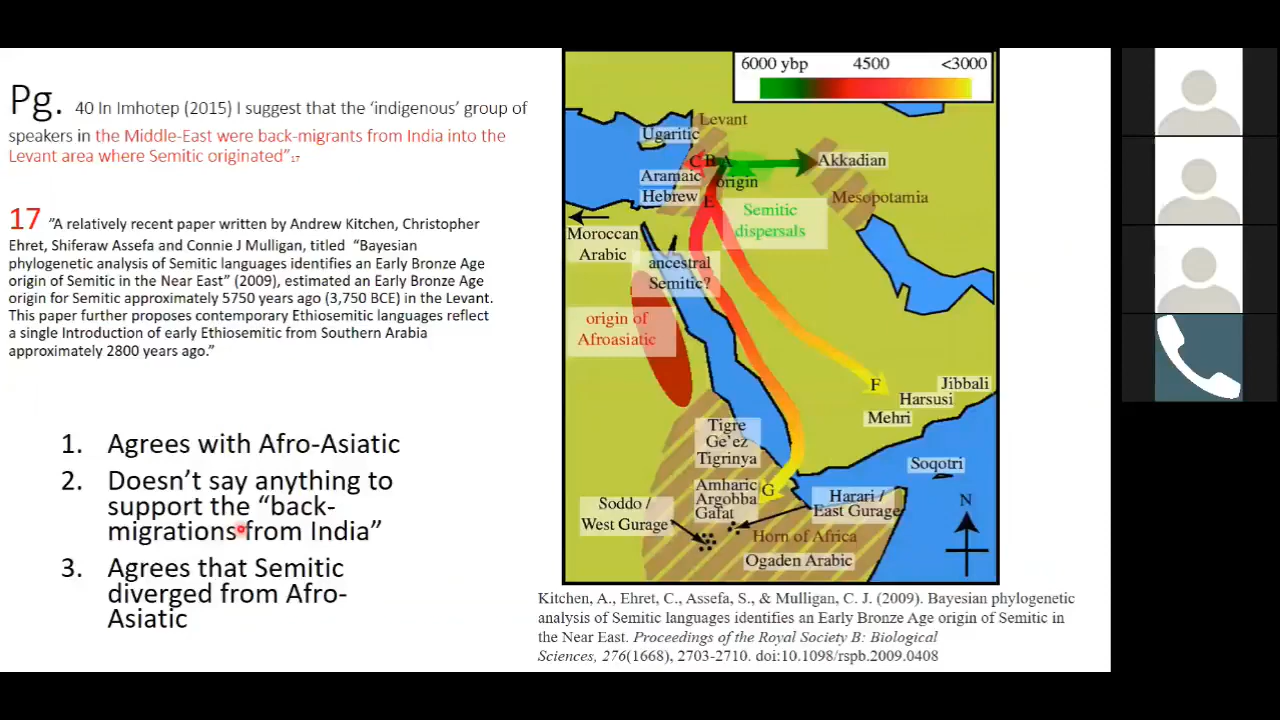 Pg. 40 In Imhotep (2015) I suggest that the ‘indigenous’ group of
speakers in the Middle-East were back-migrants from India into the
Levant area where Semitic originated”17
17 “A relatively recent paper written by Andrew Kitchen, Christopher
Ehret, Shiferaw Assefa and Connie J Mulligan, titled “Bayesian
phylogenetic analysis of Semitic languages identifies an Early Bronze Age
origin of Semitic in the Near East” (2009), estimated an Early Bronze Age
origin for Semitic approximately 5750 years ago (3,750 BCE) in the Levant.
This paper further proposes contemporary Ethiosemitic languages reflect
a single Introduction of early Ethiosemitic from Southern Arabia
approximately 2800 years ago.”
1. Agrees with Afro-Asiatic
2. Doesn’t say anything to
support the “back-
migrations from India”
3. Agrees that Semitic
diverged from Afro-
Asiatic
6000 ybp 4500 <3000
Levant
Ugaritic
C B A
Akkadian
Aramaic
origin
Hebrew
E
Mesopotamia
Semitic
dispersals
Moroccan
Arabic
ancestral
Semitic?
origin of
Afroasiatic
F
Jibbali
Harsusi
Mehri
Tigre
Ge'ez
Tigrinya
Soqotri
Amharic
Argobba
Gafat
G
Soddo /
West Gurage
Harari /
East Gurage
N
Horn of Africa
Ogaden Arabic
Kitchen, A., Ehret, C., Assefa, S., & Mulligan, C. J. (2009). Bayesian phylogenetic
analysis of Semitic languages identifies an Early Bronze Age origin of Semitic in
the Near East. Proceedings of the Royal Society B: Biological
Sciences, 276(1668), 2703-2710. doi:10.1098/rspb.2009.0408